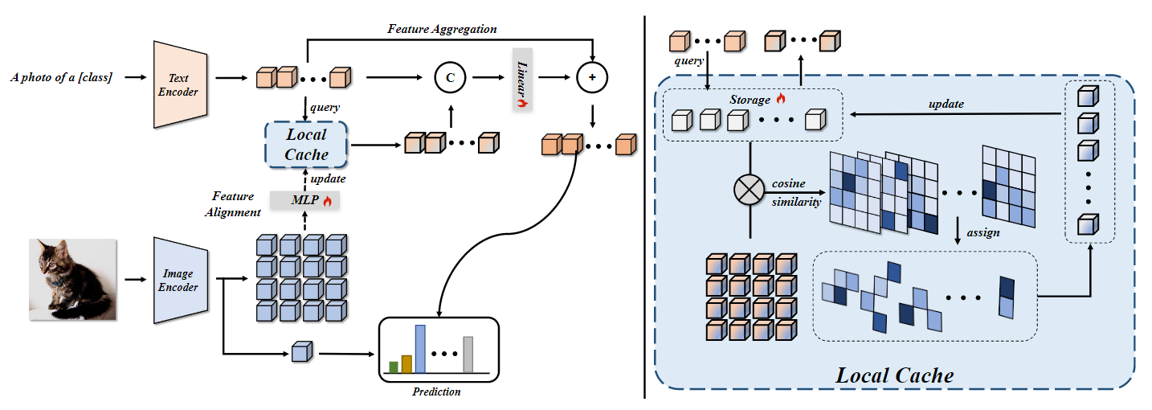 Feature Aggregation
A photo of a [class]
Text
Encoder
C
Linear
+
query
Local
Cache
update
Feature
Alignment
MLP
Image
Encoder
Prediction
query
Storage
update
cosine
similarity
assign
Local Cache